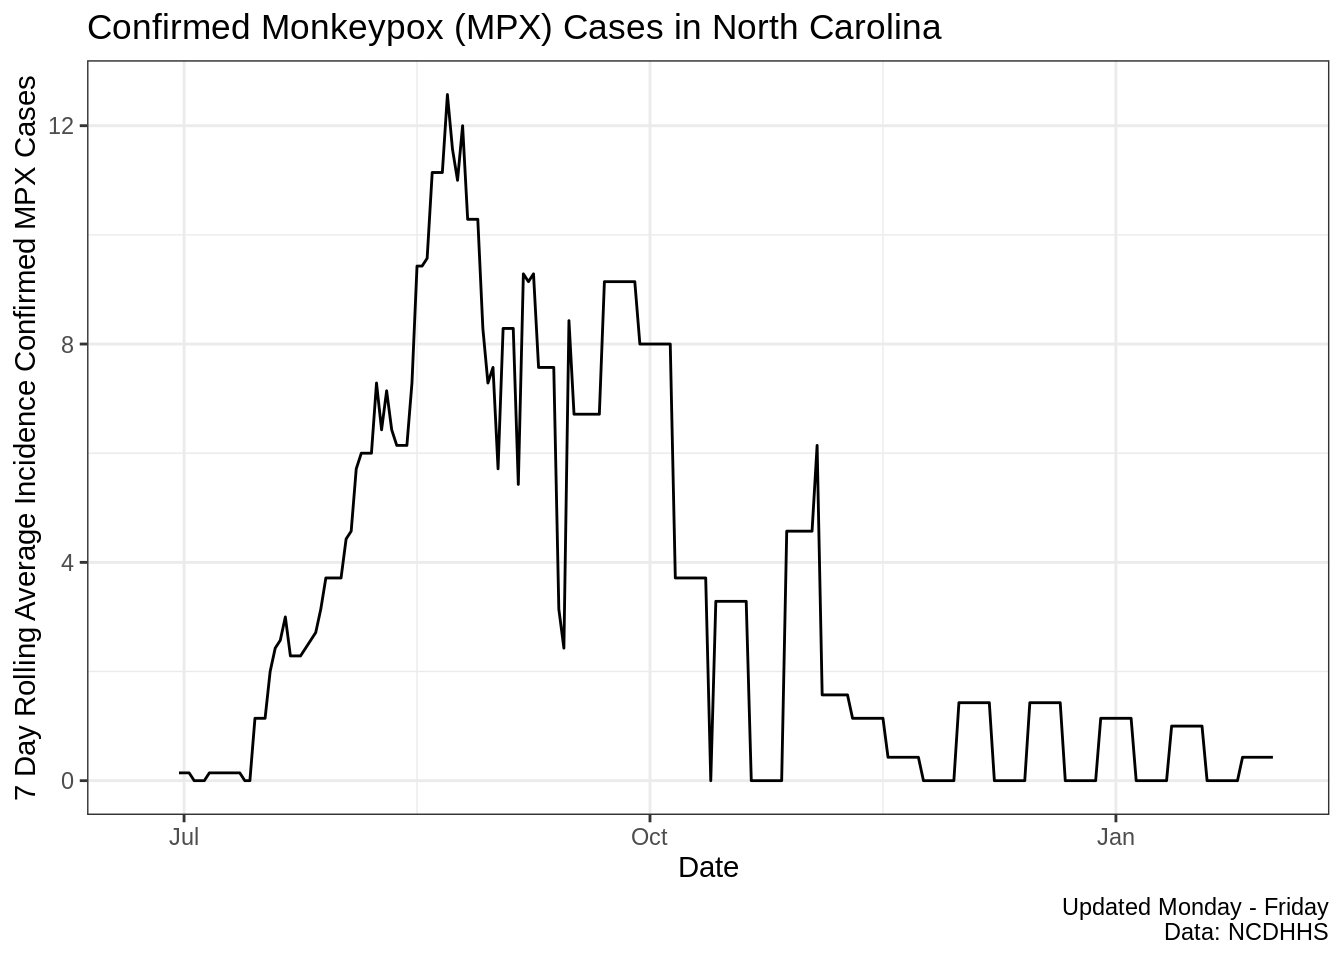 Confirmed Monkeypox (MPX) Cases in North Carolina
7 Day Rolling Average Incidence Confirmed MPX Cases
12
8
4
0
Jul Oct Jan
Date
Updated Monday - Friday
Data: NCDHHS